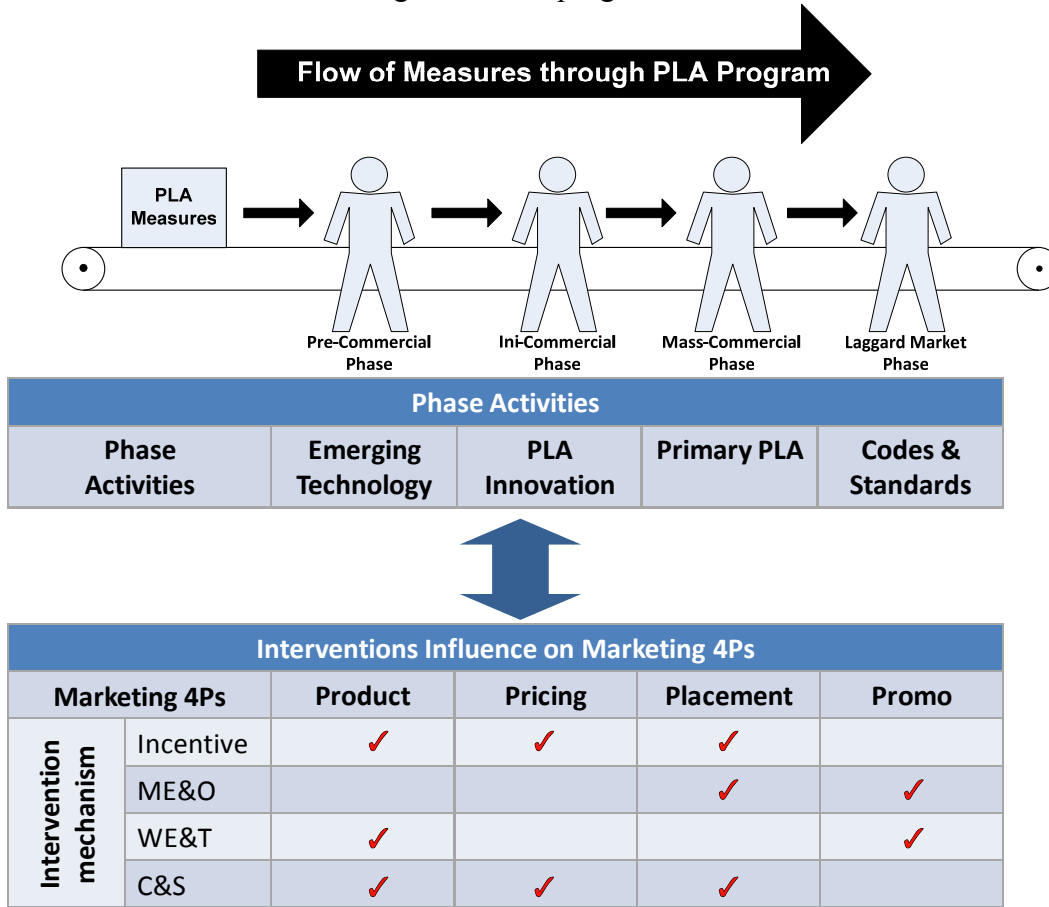 Flow of Measures through PLA Program
PLA
Measures
Pre-Commercial
Phase
Ini-Commercial
Phase
Mass-Commercial
Phase
Laggard Market
Phase
Phase Activities
Phase
Activities
Emerging
Technology
PLA
Innovation
Primary PLA
Codes &
Standards
Interventions Influence on Marketing 4Ps
Marketing 4Ps Product Pricing Placement Promo
Intervention
mechanism
Incentive ✓ ✓ ✓
ME&O ✓ ✓
WE&T ✓ ✓
C&S ✓ ✓ ✓